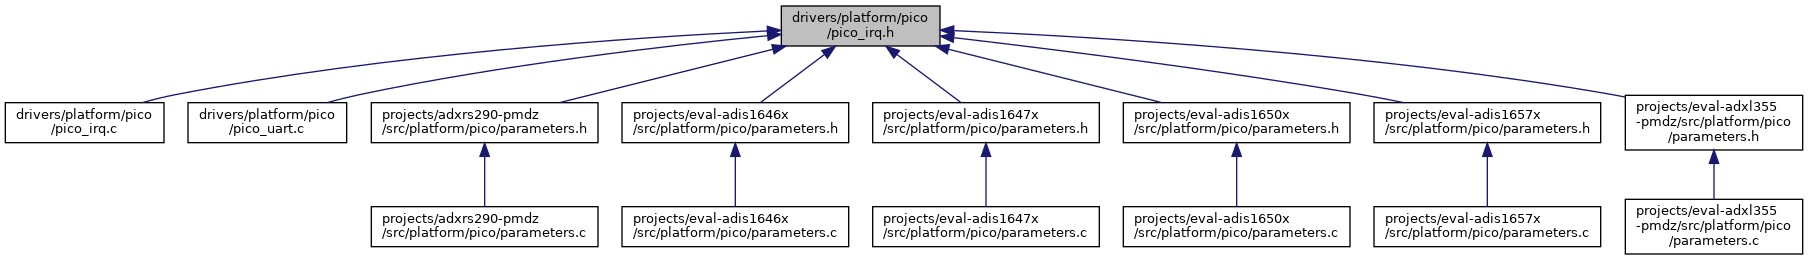 drivers/platform/pico
/pico_irq.h
drivers/platform/pico
/pico_irq.c
drivers/platform/pico
/pico_uart.c
projects/adxrs290-pmdz
/src/platform/pico/parameters.h
projects/eval-adis1646x
/src/platform/pico/parameters.h
projects/eval-adis1647x
/src/platform/pico/parameters.h
projects/eval-adis1650x
/src/platform/pico/parameters.h
projects/eval-adis1657x
/src/platform/pico/parameters.h
projects/eval-adxl355
-pmdz/src/platform/pico
/parameters.h
projects/adxrs290-pmdz
/src/platform/pico/parameters.c
projects/eval-adis1646x
/src/platform/pico/parameters.c
projects/eval-adis1647x
/src/platform/pico/parameters.c
projects/eval-adis1650x
/src/platform/pico/parameters.c
projects/eval-adis1657x
/src/platform/pico/parameters.c
projects/eval-adxl355
-pmdz/src/platform/pico
/parameters.c